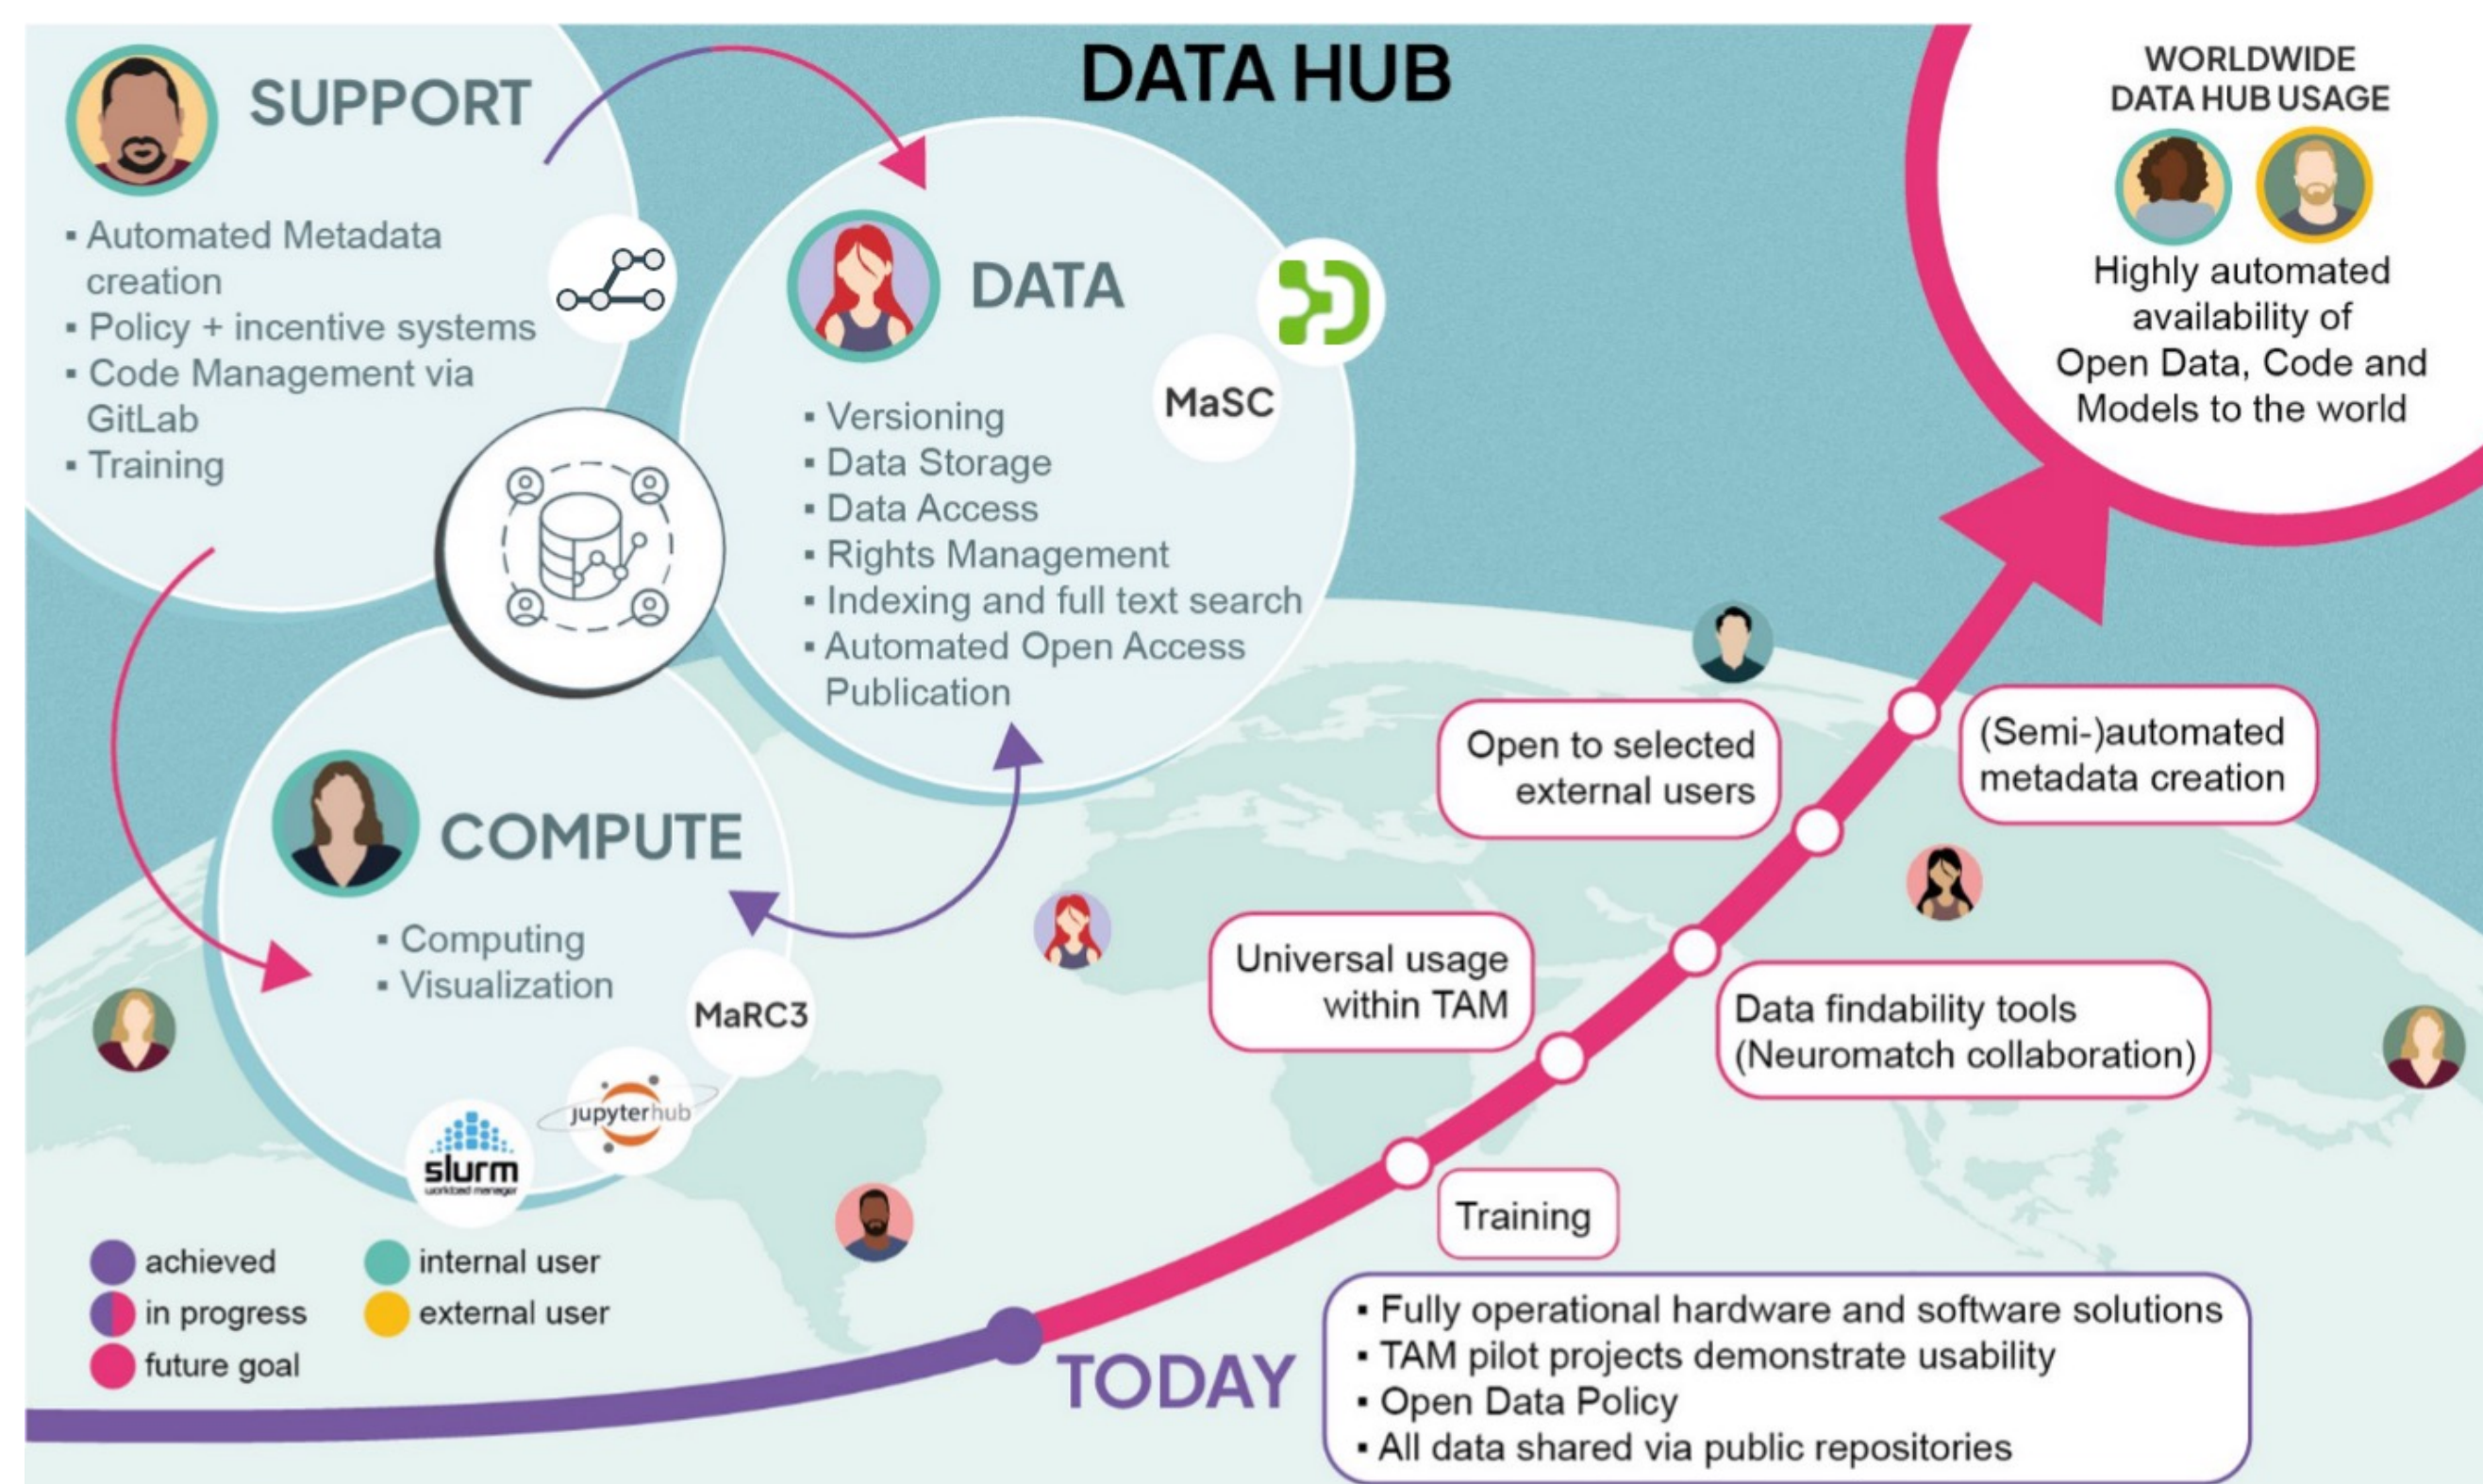 DATA HUB
SUPPORT
▪ Automated Metadata
creation
▪ Policy + incentive systems
▪ Code Management via
GitLab
▪ Training
DATA
MaSC
▪ Versioning
▪ Data Storage
▪ Data Access
▪ Rights Management
▪ Indexing and full text search
▪ Automated Open Access
Publication
COMPUTE
▪ Computing
▪ Visualization
MaRC3
jupyterhub
slurm
workload manager
WORLDWIDE
DATA HUB USAGE
Highly automated
availability of
Open Data, Code and
Models to the world
(Semi-)automated
metadata creation
Open to selected
external users
Data findability tools
(Neuromatch collaboration)
Universal usage
within TAM
Training
TODAY
▪ Fully operational hardware and software solutions
▪ TAM pilot projects demonstrate usability
▪ Open Data Policy
▪ All data shared via public repositories
achieved
in progress
future goal
internal user
external user